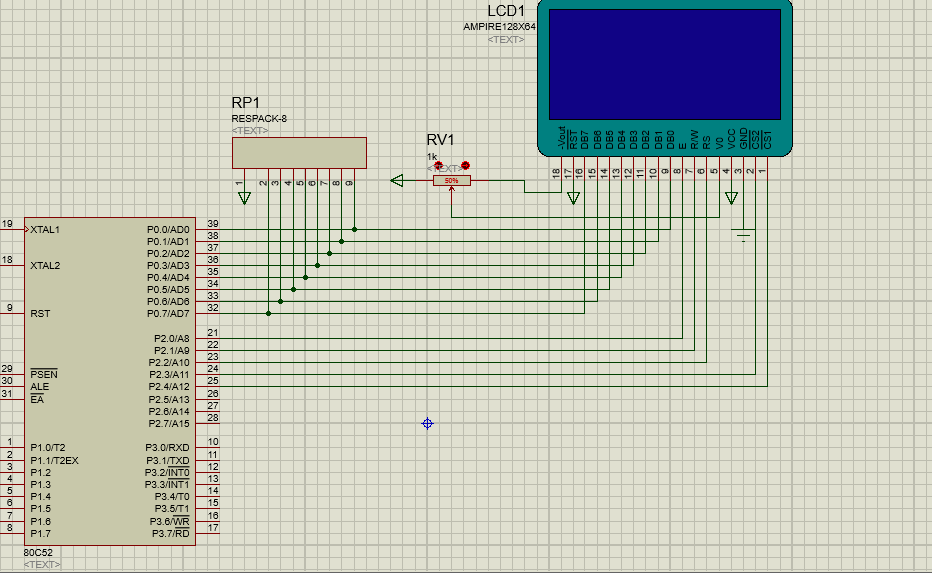 LCD1
AMPIRE128X64
<TEXT>
-Vout
RST
DB7
DB6
DB5
DB4
DB3
DB2
DB1
DB0
E
R/W
RS
V0
VCC
GND
CS2
CS1
18
17
16
15
14
13
12
11
10
9
8
7
6
5
4
3
2
1
RP1
RESPACK-8
<TEXT>
1
2
3
4
5
6
7
8
9
RV1
1k
<TEXT>
50%
19
XTAL1
18
XTAL2
9
RST
29
PSEN
30
ALE
31
EA
1
P1.0/T2
2
P1.1/T2EX
3
P1.2
4
P1.3
5
P1.4
6
P1.5
7
P1.6
8
P1.7
P0.0/AD0
39
P0.1/AD1
38
P0.2/AD2
37
P0.3/AD3
36
P0.4/AD4
35
P0.5/AD5
34
P0.6/AD6
33
P0.7/AD7
32
P2.0/A8
21
P2.1/A9
22
P2.2/A10
23
P2.3/A11
24
P2.4/A12
25
P2.5/A13
26
P2.6/A14
27
P2.7/A15
28
P3.0/RXD
10
P3.1/TXD
11
P3.2/INT0
12
P3.3/INT1
13
P3.4/T0
14
P3.5/T1
15
P3.6/WR
16
P3.7/RD
17
80C52
<TEXT>